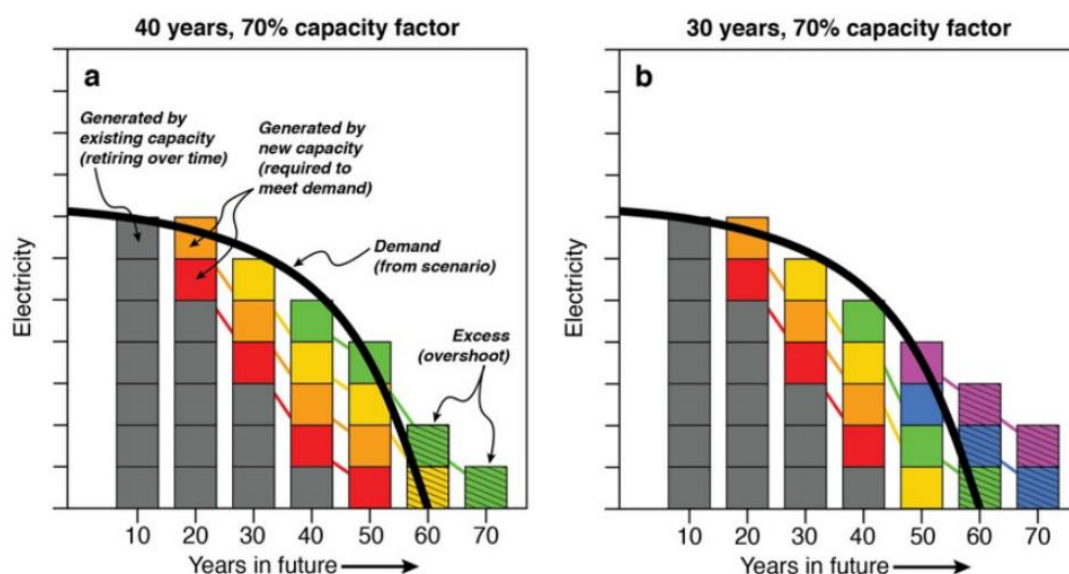 40 years, 70% capacity factor
a
Generated by
existing capacity
(retiring over time)
Generated by
new capacity
(required to
meet demand)
Demand
(from scenario)
Excess
(overshoot)
Electricity
10 20 30 40 50 60 70
Years in future
30 years, 70% capacity factor
b
Electricity
10 20 30 40 50 60 70
Years in future